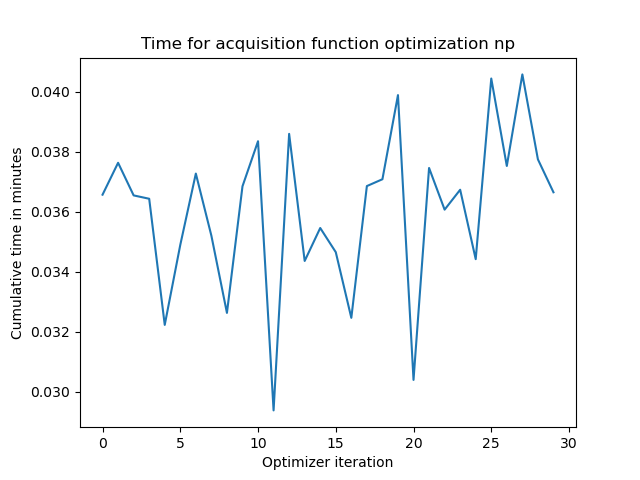 Time for acquisition function optimization np
Cumulative time in minutes
0.040
0.038
0.036
0.034
0.032
0.030
0 5 10 15 20 25 30
Optimizer iteration